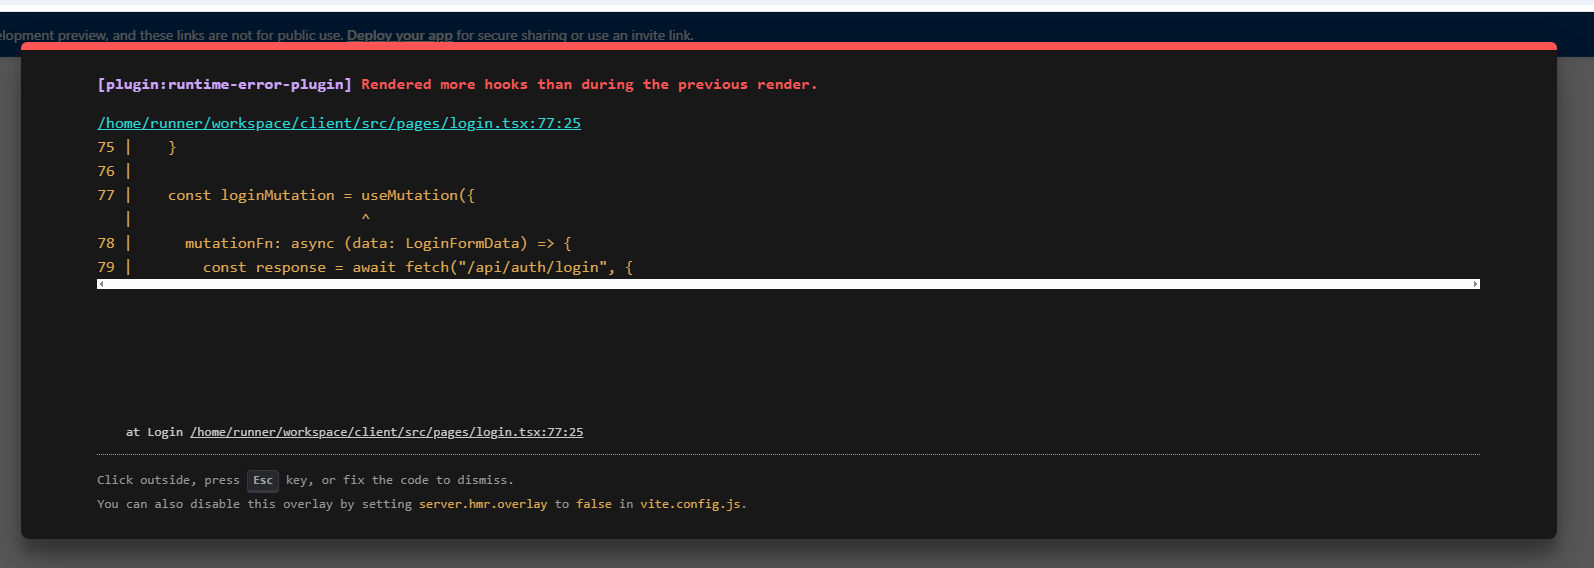 development preview, and these links are not for public use. Deploy your app for secure sharing or use an invite link.
[plugin:runtime-error-plugin] Rendered more hooks than during the previous render.
/home/runner/workspace/client/src/pages/login.tsx:77:25
75 |    }
76 |
77 |    const loginMutation = useMutation({
   |                          ^
78 |      mutationFn: async (data: LoginFormData) => {
79 |        const response = await fetch("/api/auth/login", {
at Login /home/runner/workspace/client/src/pages/login.tsx:77:25
Click outside, press Esc key, or fix the code to dismiss.
You can also disable this overlay by setting server.hmr.overlay to false in vite.config.js.